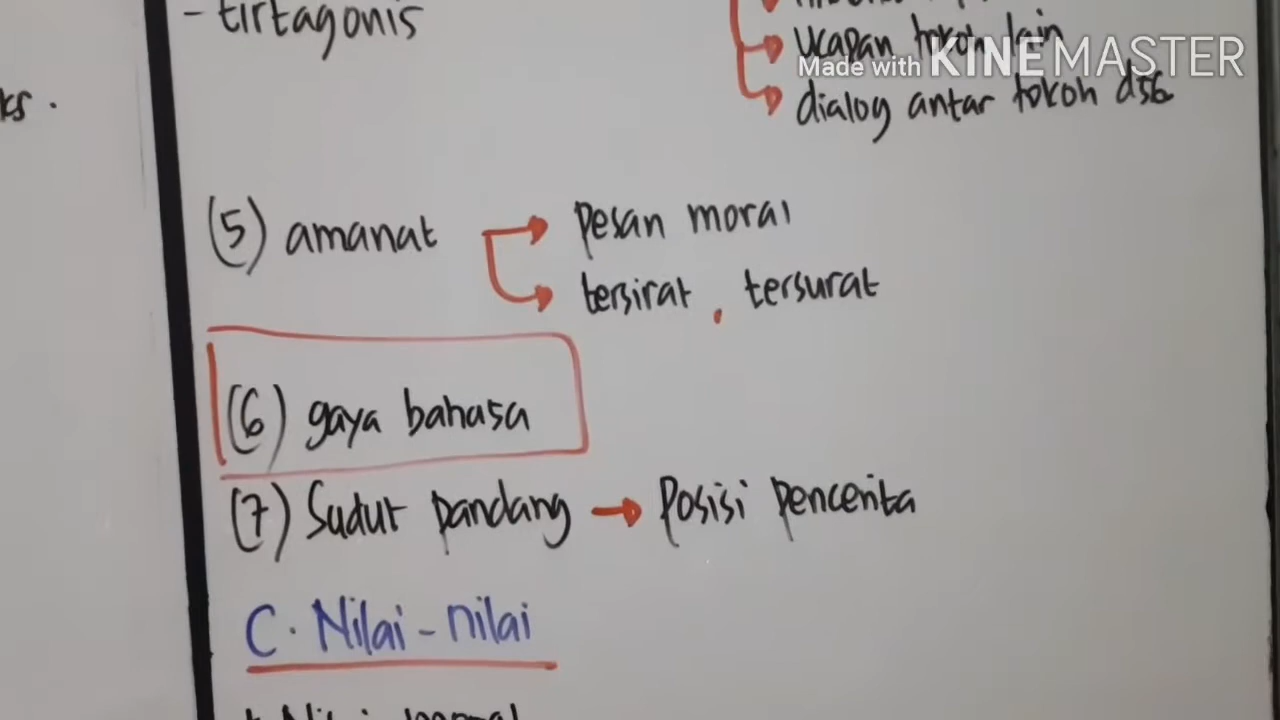 - tirtagonis
ucapan tokoh lain
Made with KINEMASTER
dialog antar tokoh dsb
ks.
(5) amanat
pesan moral
tersirat, tersurat
(6) gaya bahasa
(7) Sudut pandang → Posisi pencerita
C. Nilai-nilai